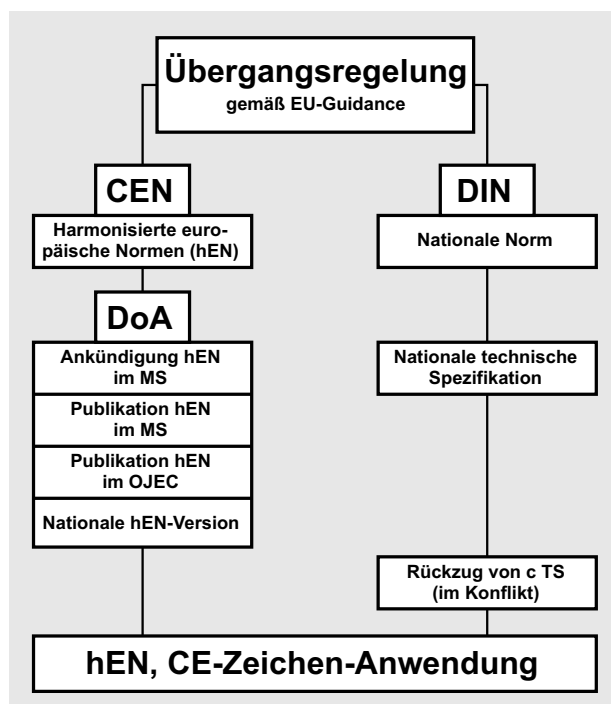 Übergangsregelung
gemäß EU-Guidance
CEN
Harmonisierte euro-
päische Normen (hEN)
DoA
Ankündigung hEN
im MS
Publikation hEN
im MS
Publikation hEN
im OJEC
Nationale hEN-Version
DIN
Nationale Norm
Nationale technische
Spezifikation
Rückzug von c TS
(im Konflikt)
hEN, CE-Zeichen-Anwendung